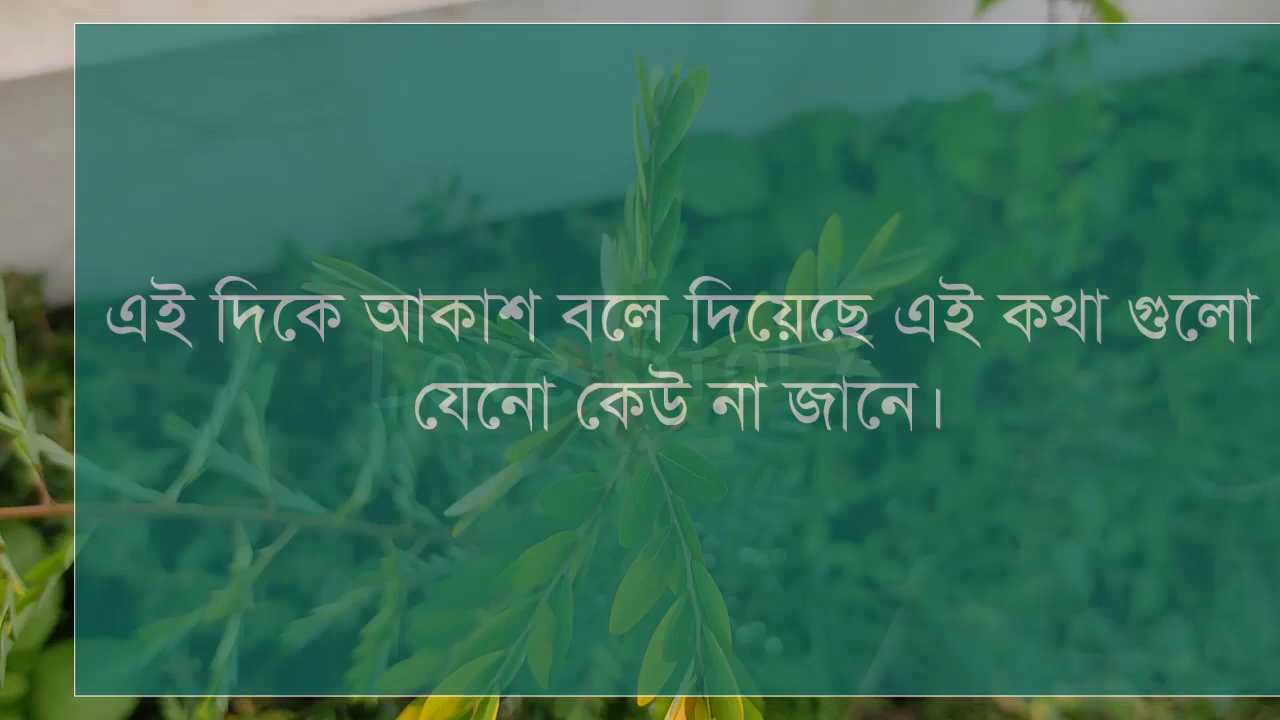 এই দিকে আকাশ বলে দিয়েছে এই কথা গুলো
যেনো কেউ না জানে।